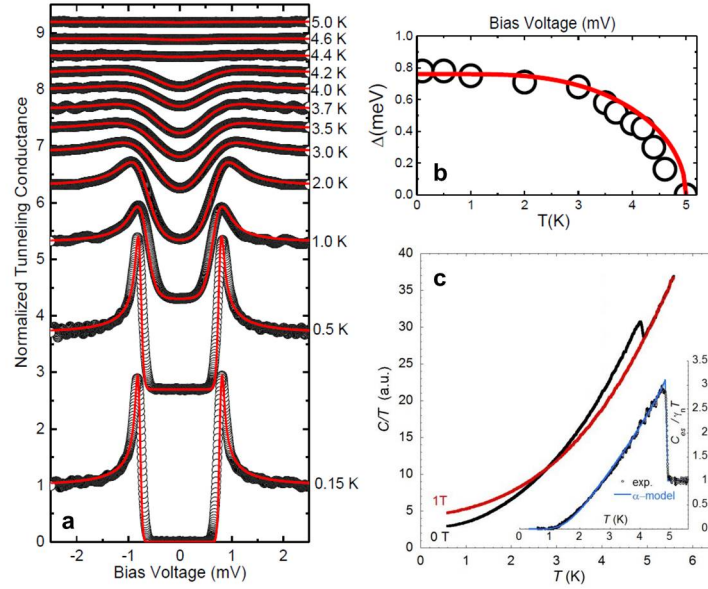 Normalized Tunneling Conductance
9
8
7
6
5
4
3
2
1
0
5.0 K
4.6 K
4.4 K
4.2 K
4.0 K
3.7 K
3.5 K
3.0 K
2.0 K
1.0 K
0.5 K
0.15 K
a
-2 -1 0 1 2
Bias Voltage (mV)
Bias Voltage (mV)
Δ(meV)
1.0
0.8
0.6
0.4
0.2
0.0
b
0 1 2 3 4 5
T(K)
C/T (a.u.)
40
35
30
25
20
15
10
5
0
c
1T
0 T
3.5
3
2.5
2
1.5
1
0.5
0
C_es/γ_nT
exp.
α-model
T (K)
0 1 2 3 4 5
0 1 2 3 4 5 6
T (K)